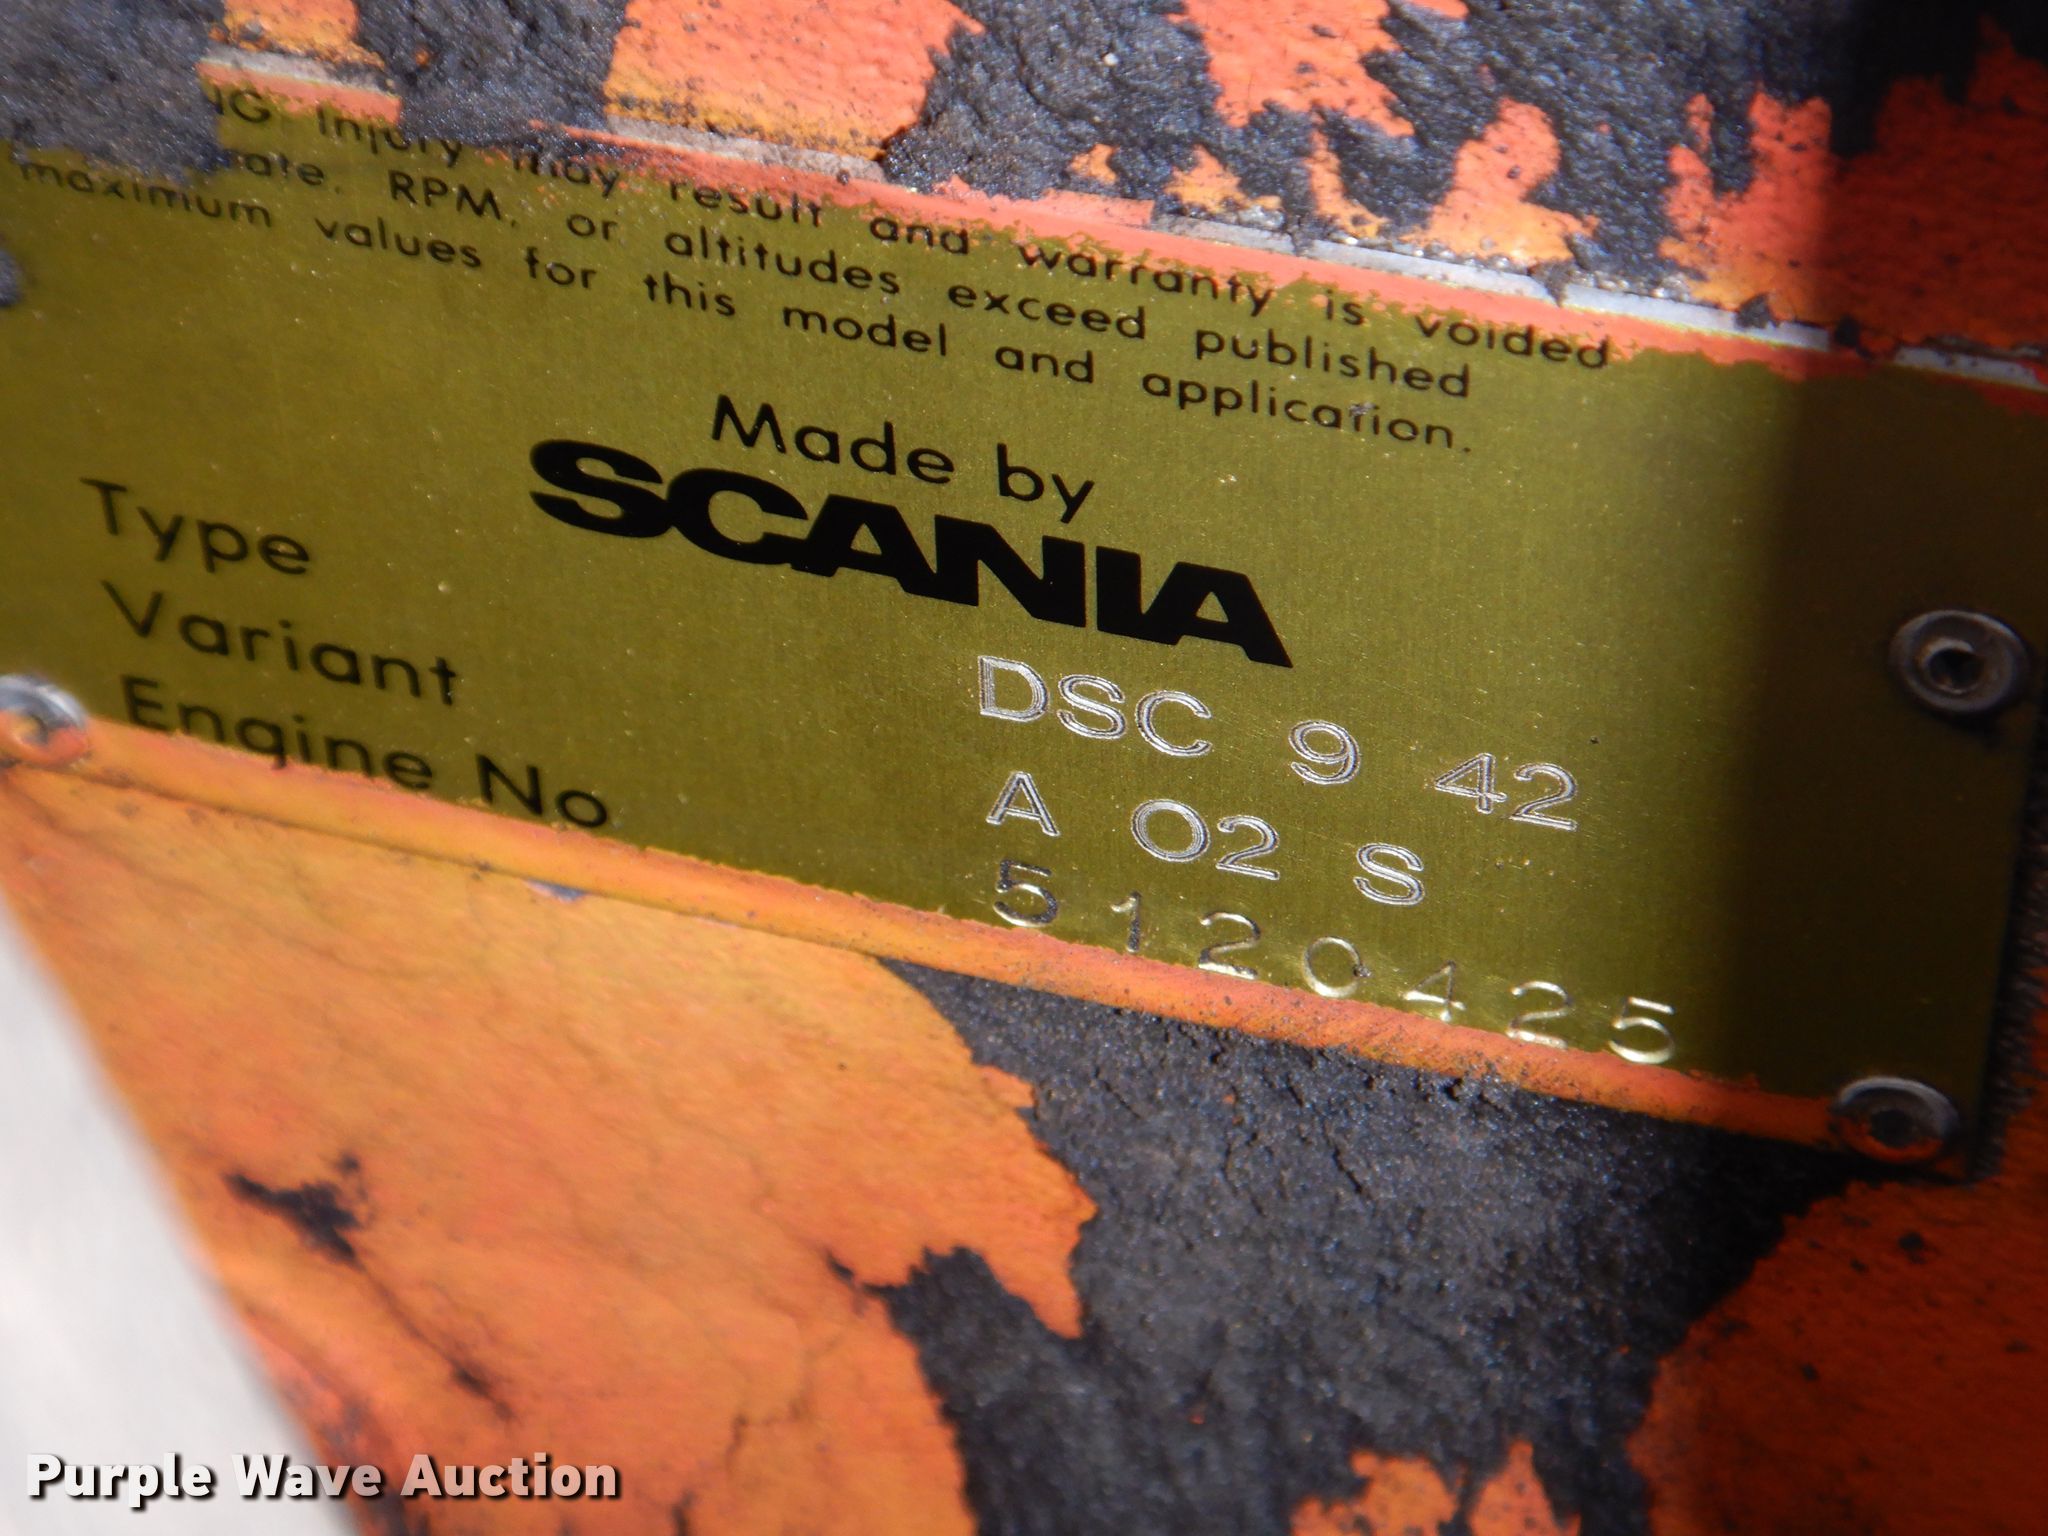 Injury may result and warranty is voided
rate, RPM, or altitudes exceed published
maximum values for this model and application.
Made by
SCANIA
Type DSC 9 42
Variant A 02 S
Engine No 5120425
Purple Wave Auction